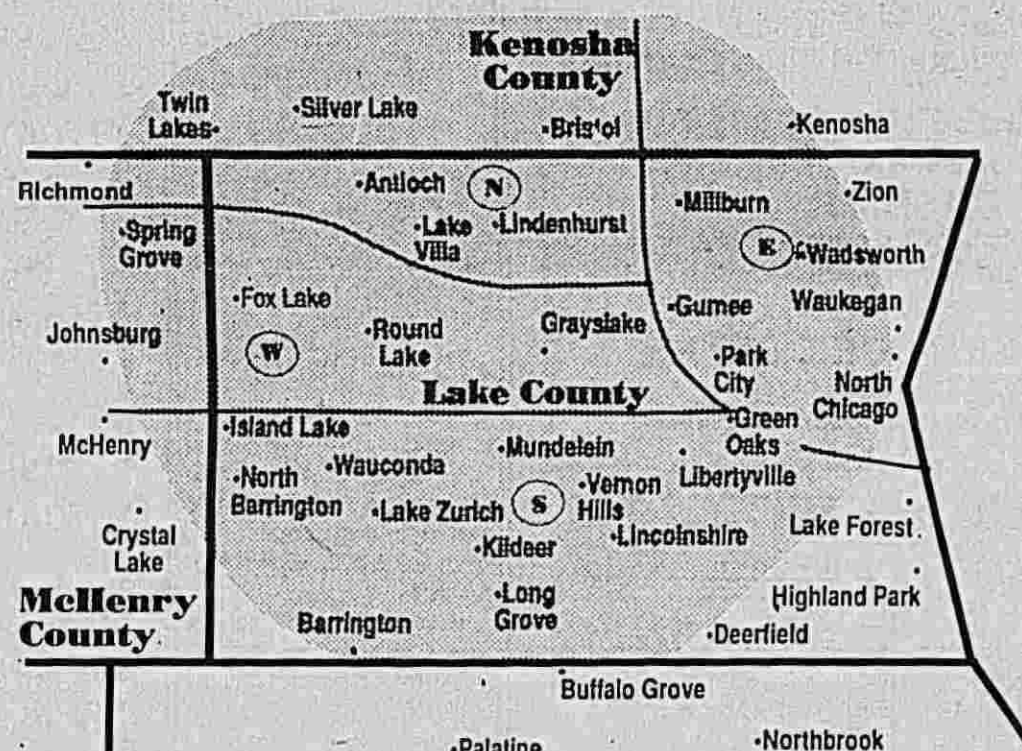 Kenosha
County
Twin
Lakes
Silver Lake
Bristol
Kenosha
Richmond
Antioch
N
Millburn
Zion
Spring
Grove
Lake
Villa
Lindenhurst
E
Wadsworth
Fox Lake
Gurnee
Waukegan
Johnsburg
W
Round
Lake
Grayslake
Park
City
North
Chicago
Lake County
McHenry
Island Lake
Green
Oaks
North
Barrington
Wauconda
Mundelein
Libertyville
Lake Zurich
S
Vernon
Hills
Crystal
Lake
Kildeer
Lincolnshire
Lake Forest
McHenry
County
Long
Grove
Highland Park
Barrington
Deerfield
Buffalo Grove
Palatine
Northbrook